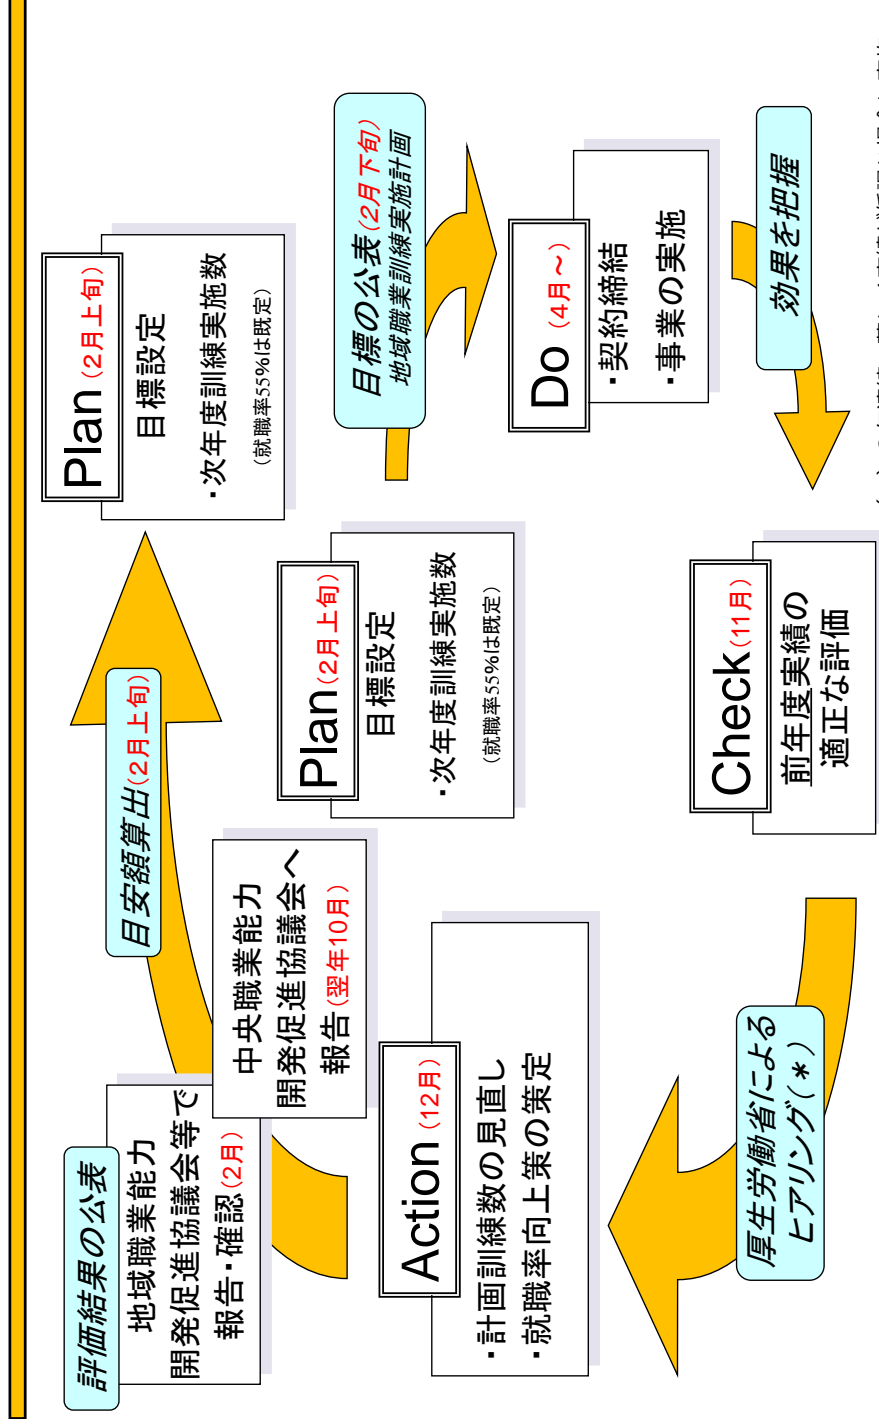 評価結果の公表
地域職業能力
開発促進協議会等で
報告・確認(2月)
中央職業能力
開発促進協議会へ
報告(翌年10月)
目安額算出(2月上旬)
Plan(2月上旬)
目標設定
・次年度訓練実施数
(就職率55%は既定)
Plan(2月上旬)
目標設定
・次年度訓練実施数
(就職率55%は既定)
目標の公表(2月下旬)
地域職業訓練実施計画
Do(4月~)
・契約締結
・事業の実施
効果を把握
Check(11月)
前年度実績の
適正な評価
厚生労働省による
ヒアリング(*)
Action(12月)
・計画訓練数の見直し
・就職率向上策の策定